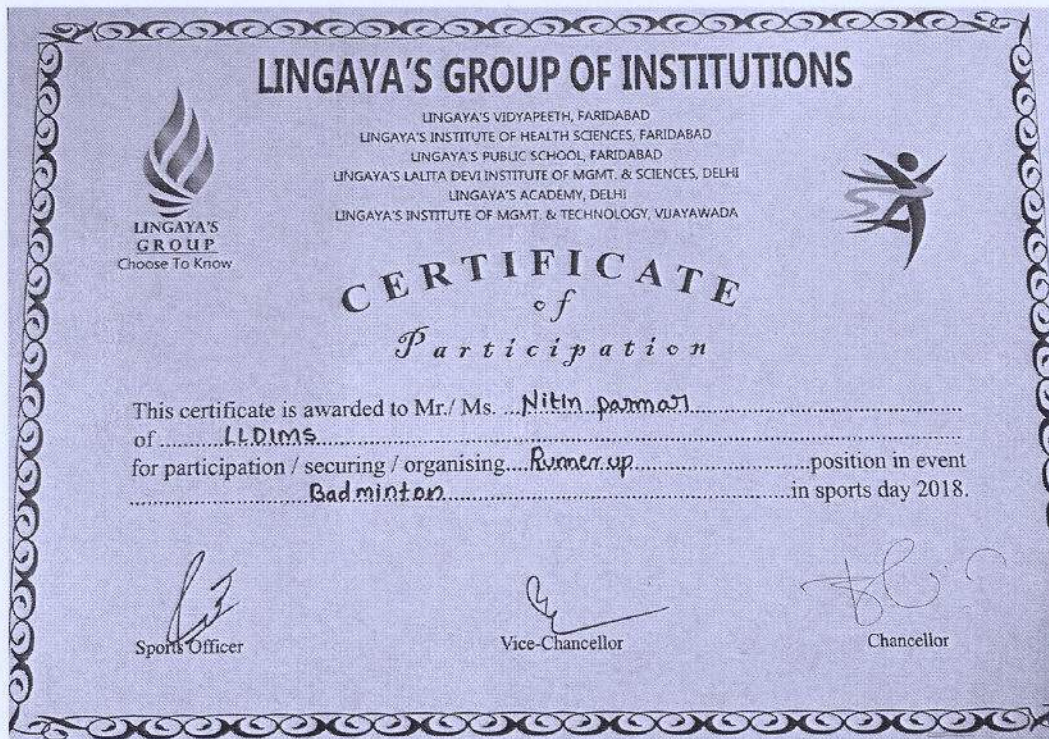 LINGAYA'S GROUP OF INSTITUTIONS
LINGAYA'S VIDYAPEETH, FARIDABAD
LINGAYA'S INSTITUTE OF HEALTH SCIENCES, FARIDABAD
LINGAYA'S PUBLIC SCHOOL, FARIDABAD
LINGAYA'S LALITA DEVI INSTITUTE OF MGMT. & SCIENCES, DELHI
LINGAYA'S ACADEMY, DELHI
LINGAYA'S INSTITUTE OF MGMT. & TECHNOLOGY, VIJAYAWADA
LINGAYA'S
GROUP
Choose To Know
CERTIFICATE
of
Participation
This certificate is awarded to Mr./ Ms. ...Nitin parmar...
of ...LLDIMS...
for participation / securing / organising....Runner up...position in event
...Badminton...in sports day 2018.
Sports Officer
Vice-Chancellor
Chancellor